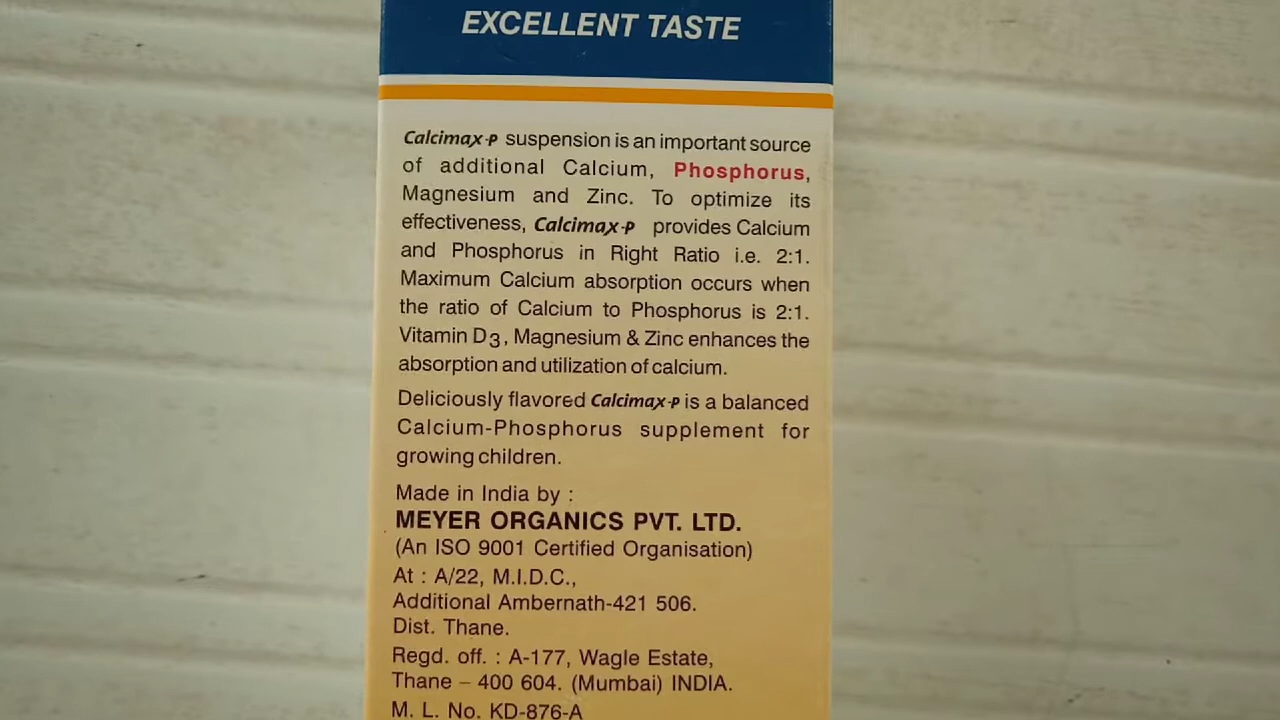 EXCELLENT TASTE
Calcimax-P suspension is an important source
of additional Calcium, Phosphorus,
Magnesium and Zinc. To optimize its
effectiveness, Calcimax-P provides Calcium
and Phosphorus in Right Ratio i.e. 2:1.
Maximum Calcium absorption occurs when
the ratio of Calcium to Phosphorus is 2:1.
Vitamin D3, Magnesium & Zinc enhances the
absorption and utilization of calcium.
Deliciously flavored Calcimax-P is a balanced
Calcium-Phosphorus supplement for
growing children.
Made in India by :
MEYER ORGANICS PVT. LTD.
(An ISO 9001 Certified Organisation)
At : A/22, M.I.D.C.,
Additional Ambernath-421 506.
Dist. Thane.
Regd. off. : A-177, Wagle Estate,
Thane – 400 604. (Mumbai) INDIA.
M. L. No. KD-876-A